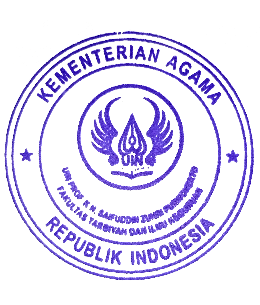 KEMENTERIAN AGAMA
UIN
UIN PROF. K. H. SAIFUDDIN ZUHRI PURWOKERTO
FAKULTAS TARBIYAH DAN ILMU KEGURUAN
REPUBLIK INDONESIA